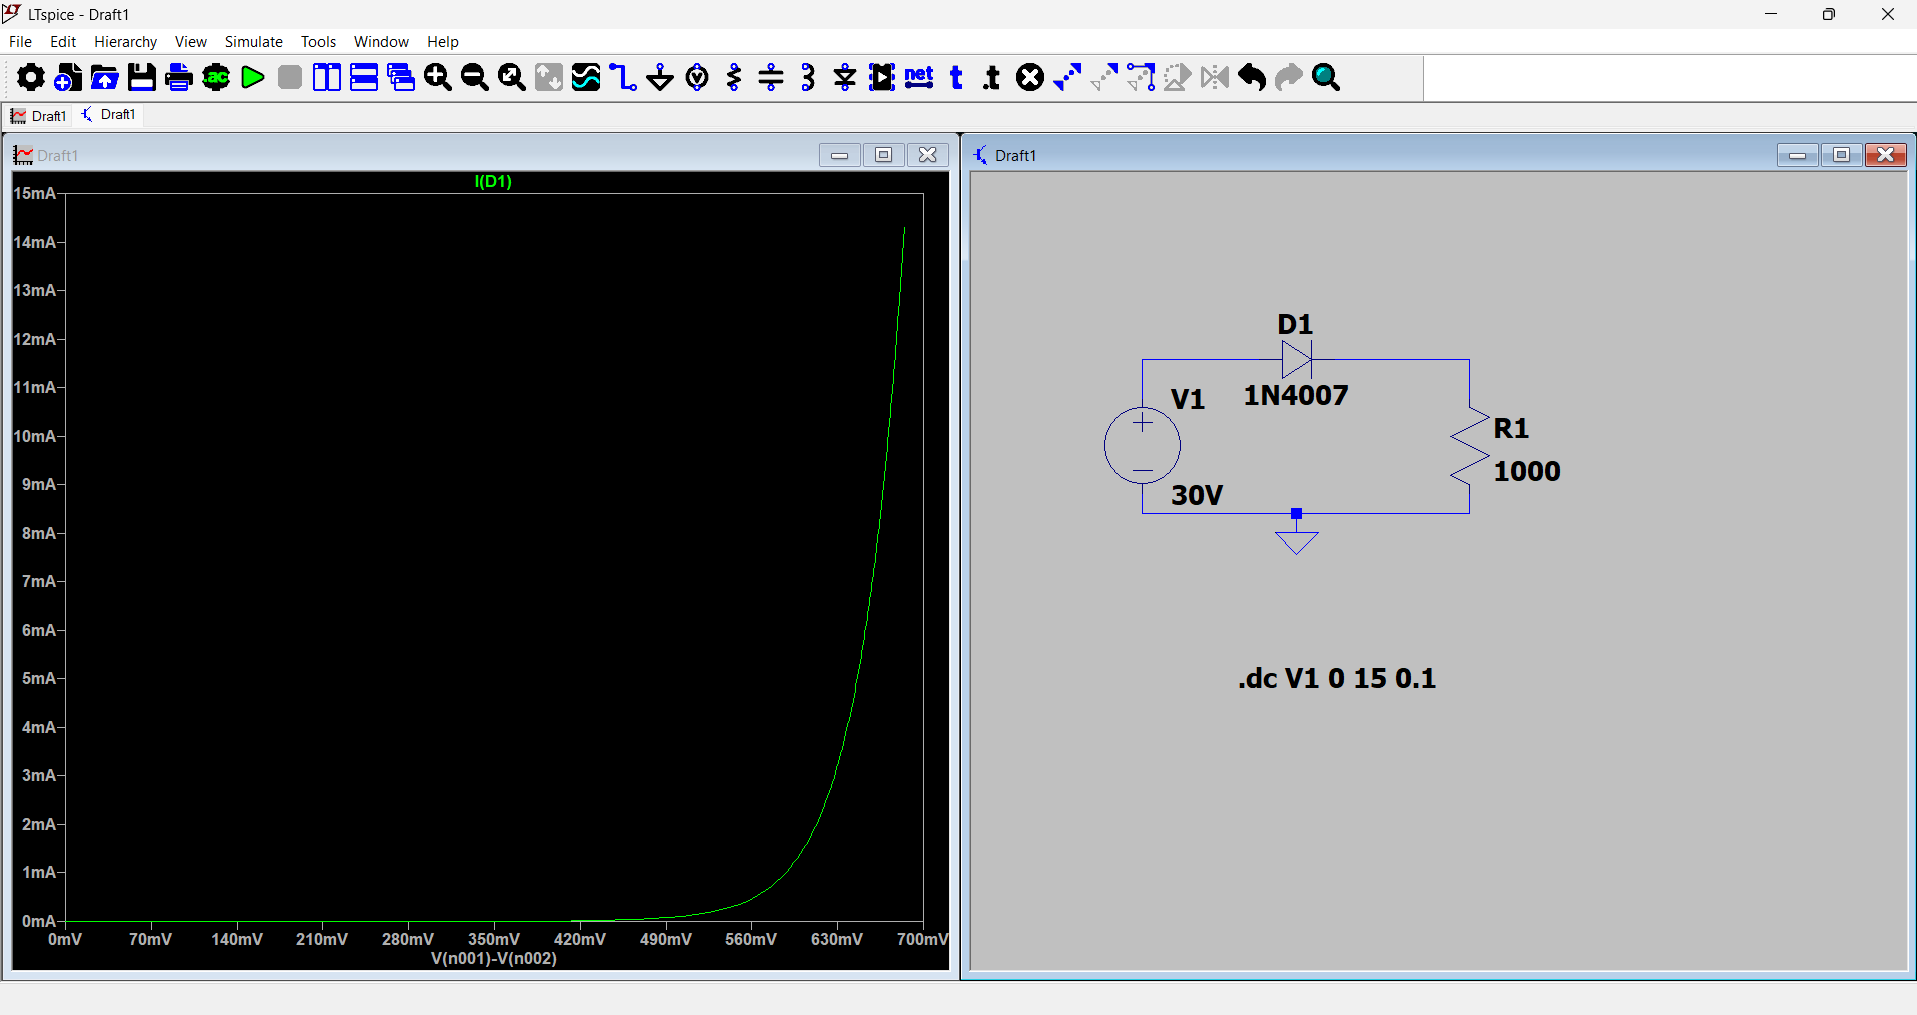 LTspice - Draft1
File Edit Hierarchy View Simulate Tools Window Help
.ac net t .t
Draft1 Draft1
Draft1
I(D1)
15mA
14mA
13mA
12mA
11mA
10mA
9mA
8mA
7mA
6mA
5mA
4mA
3mA
2mA
1mA
0mA
0mV 70mV 140mV 210mV 280mV 350mV 420mV 490mV 560mV 630mV 700mV
V(n001)-V(n002)
Draft1
D1
1N4007
V1
30V
R1
1000
.dc V1 0 15 0.1